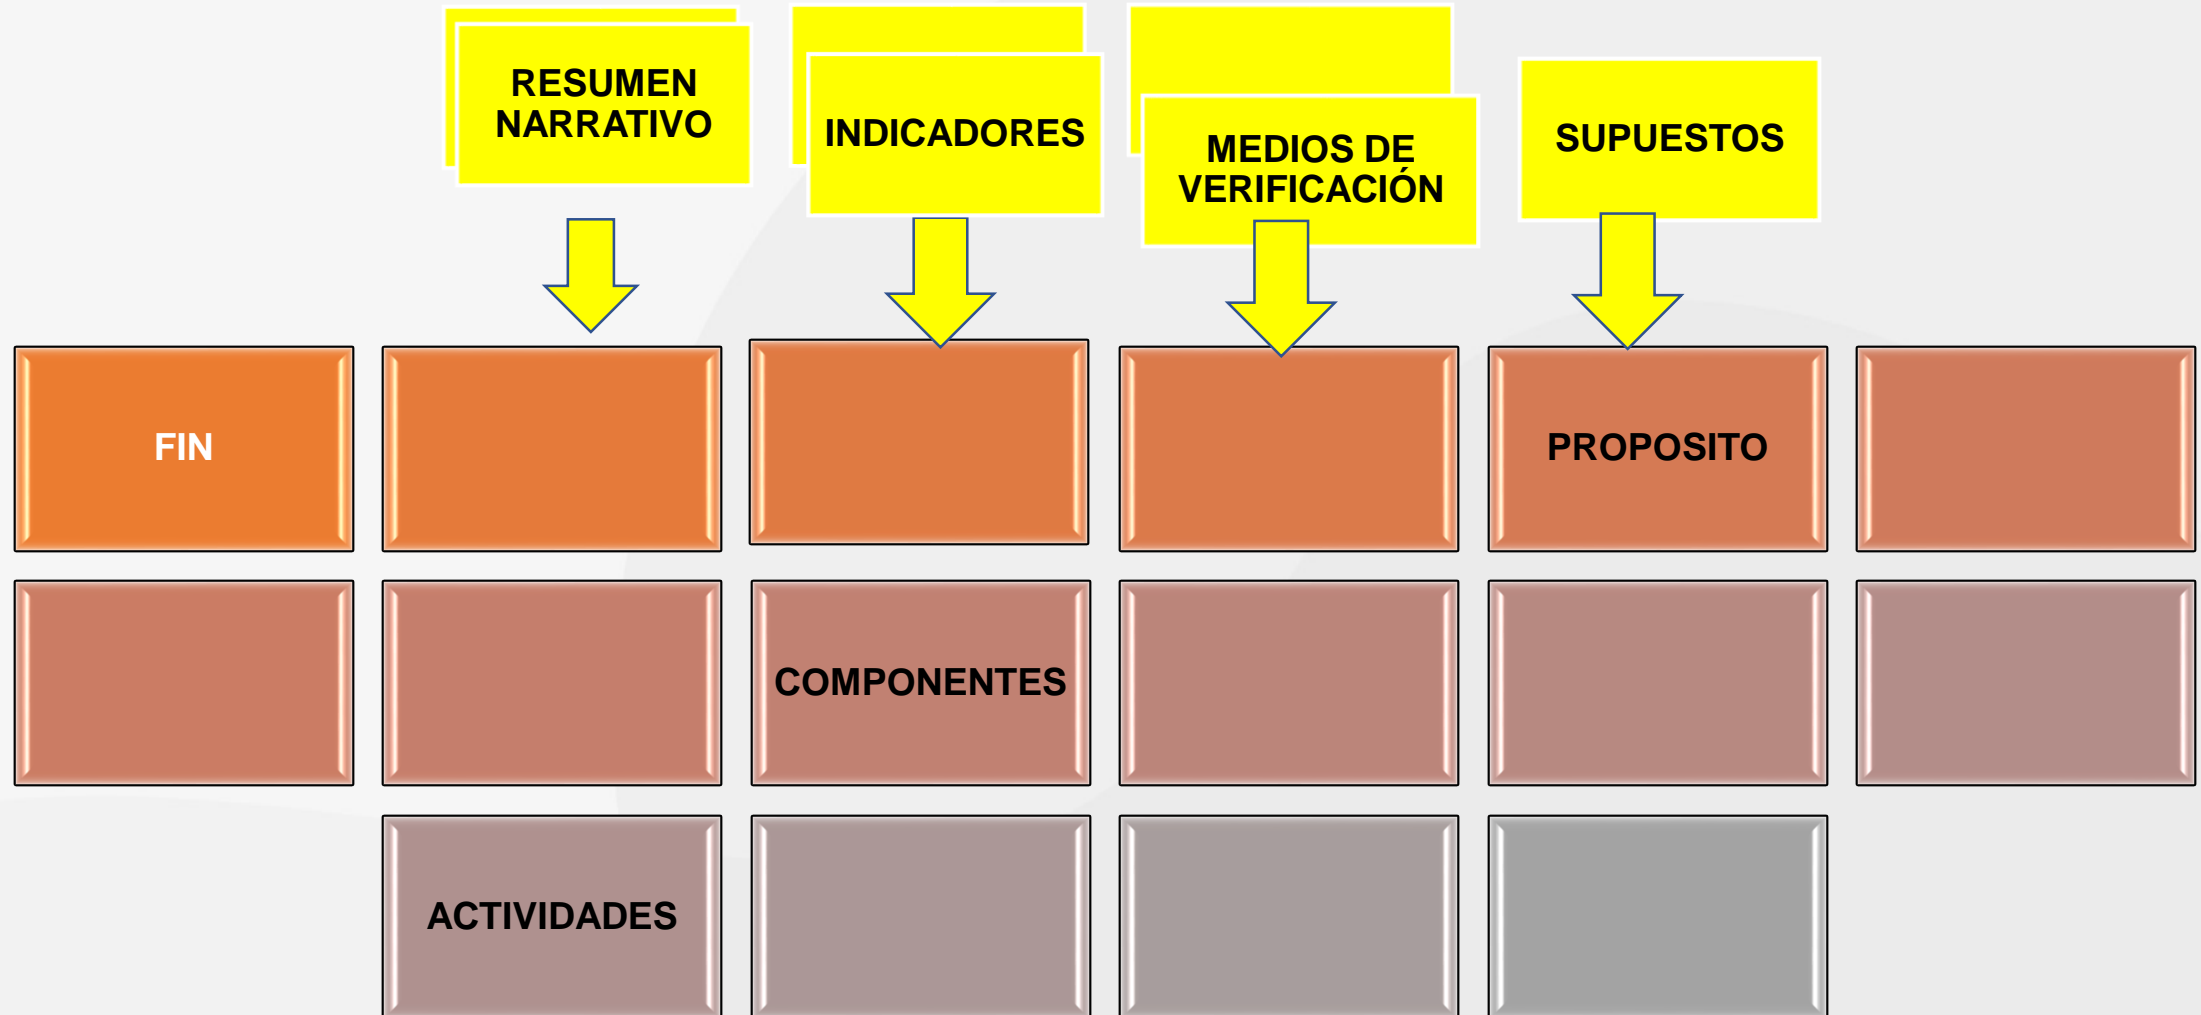 RESUMEN
NARRATIVO
INDICADORES
MEDIOS DE
VERIFICACIÓN
SUPUESTOS
FIN
PROPOSITO
COMPONENTES
ACTIVIDADES